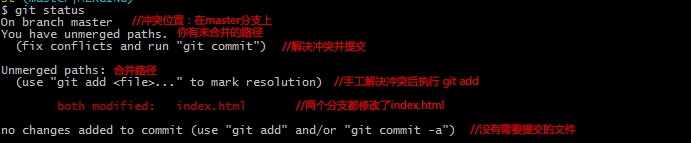 $ git status
On branch master //冲突位置：在master分支上
You have unmerged paths. 你有未合并的路径
(fix conflicts and run "git commit") //解决冲突并提交
Unmerged paths: 合并路径
(use "git add <file>..." to mark resolution) //手工解决冲突后执行 git add
both modified: index.html //两个分支都修改了index.html
no changes added to commit (use "git add" and/or "git commit -a") //没有需要提交的文件